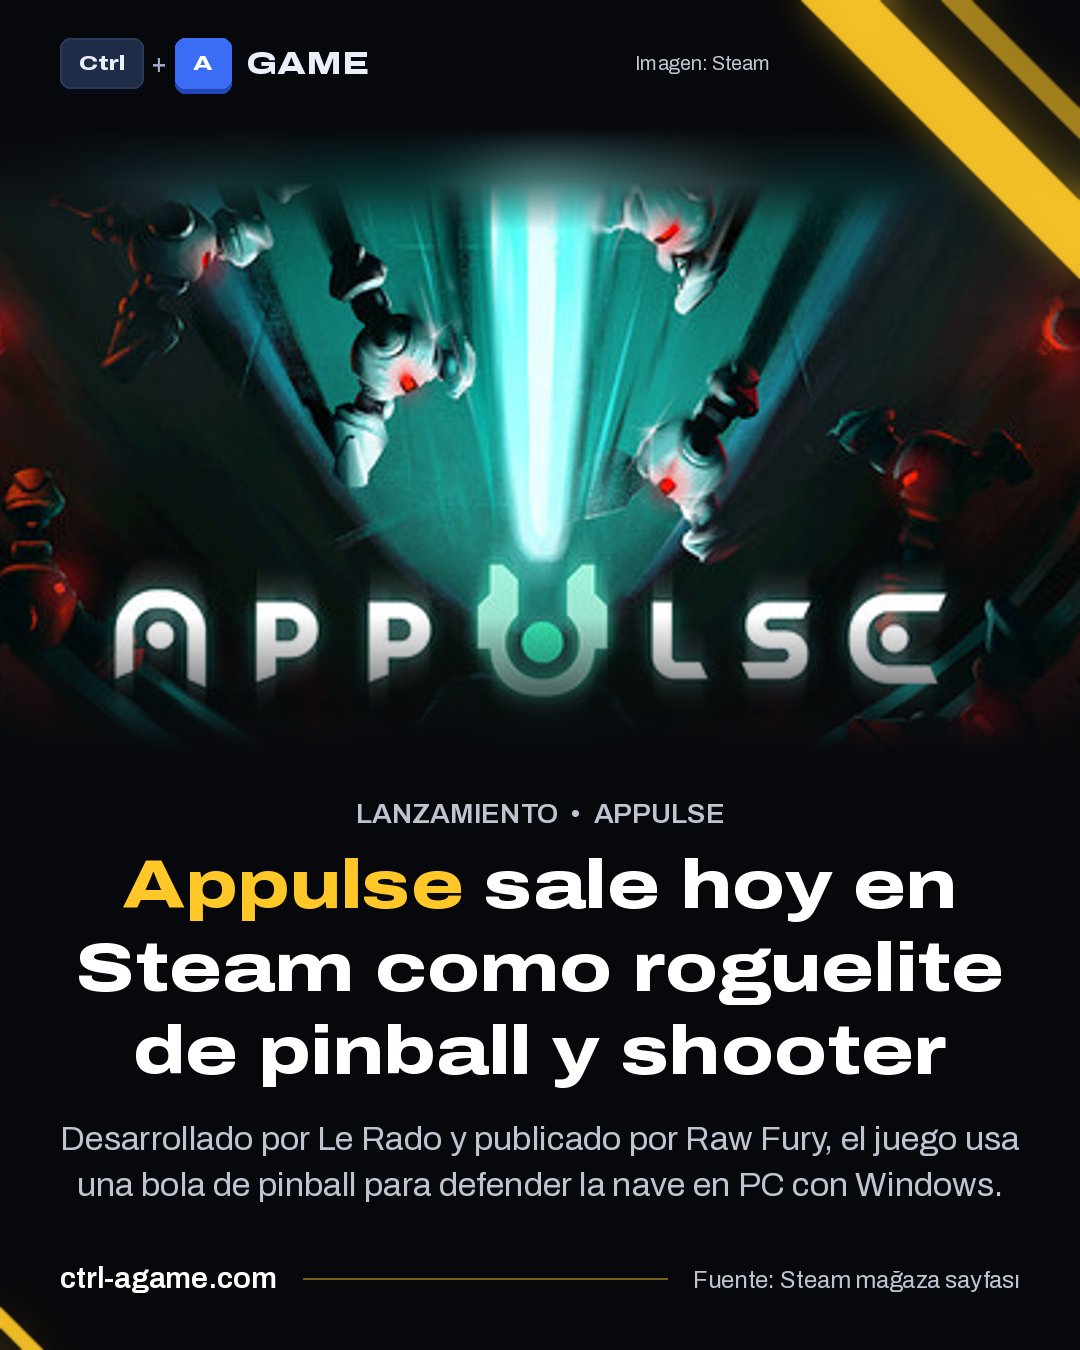 Ctrl + A GAME
Imagen: Steam
APPULSE
LANZAMIENTO • APPULSE
Appulse sale hoy en
Steam como roguelite
de pinball y shooter
Desarrollado por Le Rado y publicado por Raw Fury, el juego usa
una bola de pinball para defender la nave en PC con Windows.
ctrl-agame.com
Fuente: Steam mağaza sayfası